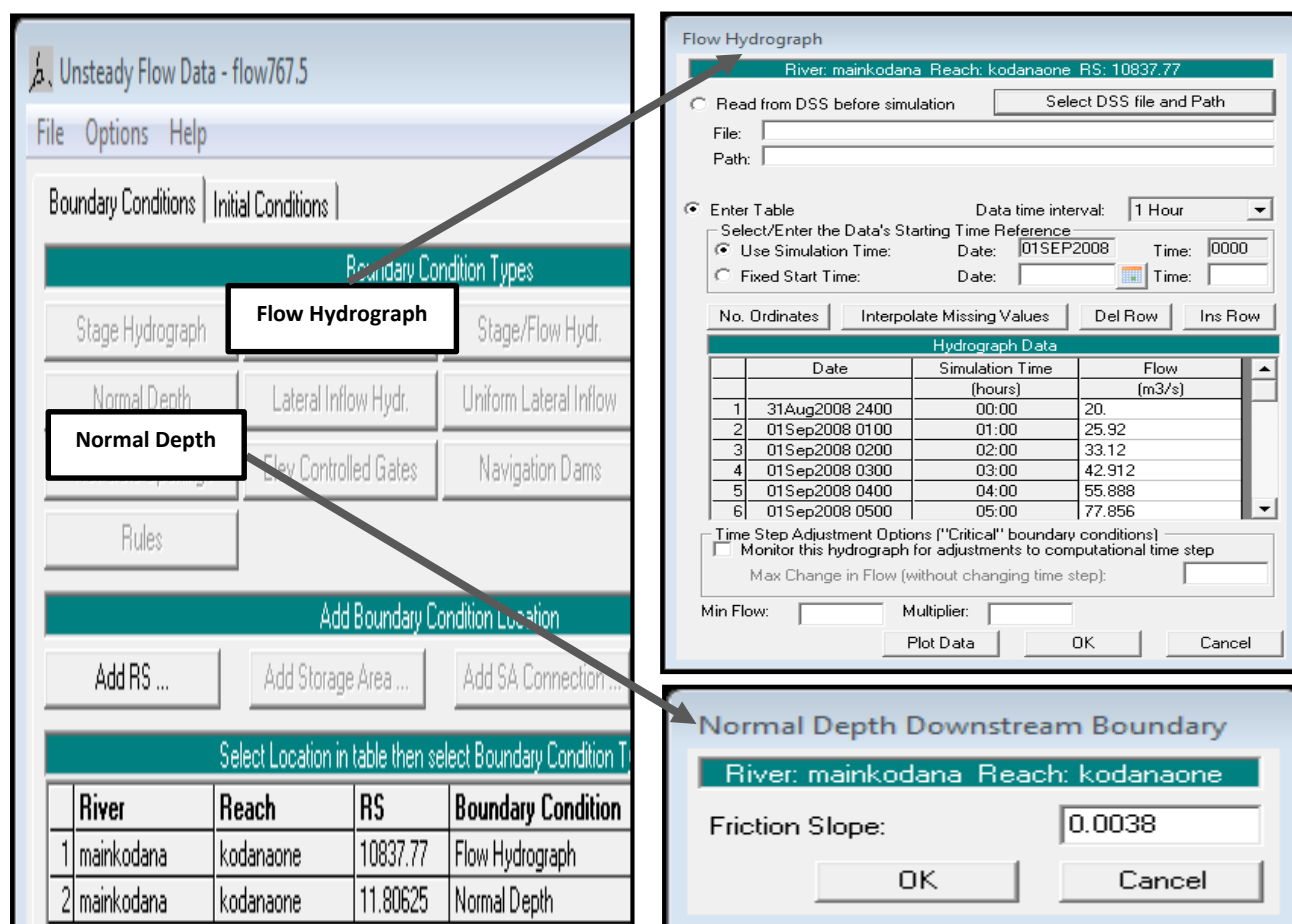 Unsteady Flow Data - flow767.5
File Options Help
Boundary Conditions Initial Conditions
Boundary Condition Types
Stage Hydrograph Flow Hydrograph Stage/Flow Hydr.
Normal Depth Lateral Inflow Hydr. Uniform Lateral Inflow
Normal Depth
Elev Controlled Gates Navigation Dams
Rules
Add Boundary Condition Location
Add RS ... Add Storage Area ... Add SA Connection ...
Select Location in table then select Boundary Condition T
River Reach RS Boundary Condition
1 mainkodana kodanaone 10837.77 Flow Hydrograph
2 mainkodana kodanaone 11.80625 Normal Depth
Flow Hydrograph
River: mainkodana Reach: kodanaone RS: 10837.77
Read from DSS before simulation Select DSS file and Path
File:
Path:
Enter Table Data time interval: 1 Hour
Select/Enter the Data's Starting Time Reference
Use Simulation Time: Date: 01SEP2008 Time: 0000
Fixed Start Time: Date: Time:
No. Ordinates Interpolate Missing Values Del Row Ins Row
Hydrograph Data
Date Simulation Time Flow
(hours) (m3/s)
1 31Aug2008 2400 00:00 20.
2 01Sep2008 0100 01:00 25.92
3 01Sep2008 0200 02:00 33.12
4 01Sep2008 0300 03:00 42.912
5 01Sep2008 0400 04:00 55.888
6 01Sep2008 0500 05:00 77.856
Time Step Adjustment Options ("Critical" boundary conditions)
Monitor this hydrograph for adjustments to computational time step
Max Change in Flow (without changing time step):
Min Flow: Multiplier:
Plot Data OK Cancel
Normal Depth Downstream Boundary
River: mainkodana Reach: kodanaone
Friction Slope: 0.0038
OK Cancel